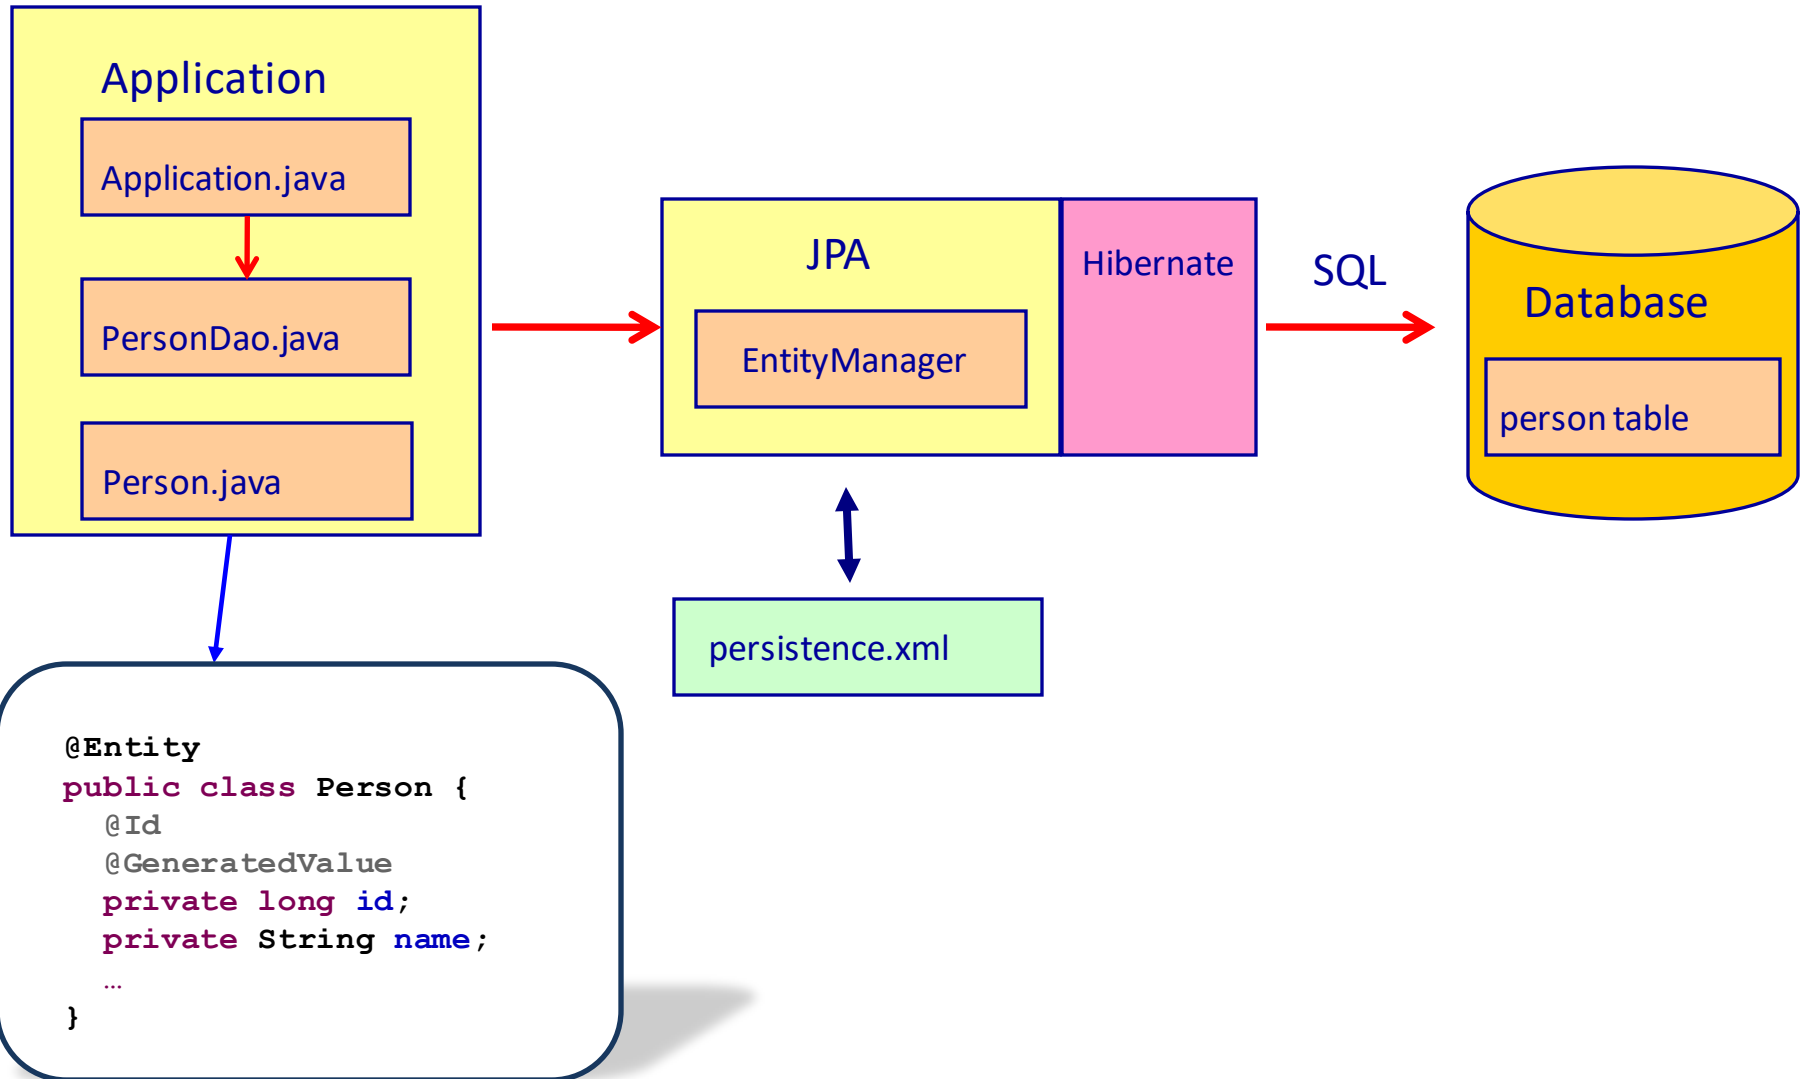 Application
Application.java
PersonDao.java
Person.java
JPA
EntityManager
Hibernate
SQL
Database
person table
persistence.xml
@Entity
public class Person {
@Id
@GeneratedValue
private long id;
private String name;
…
}